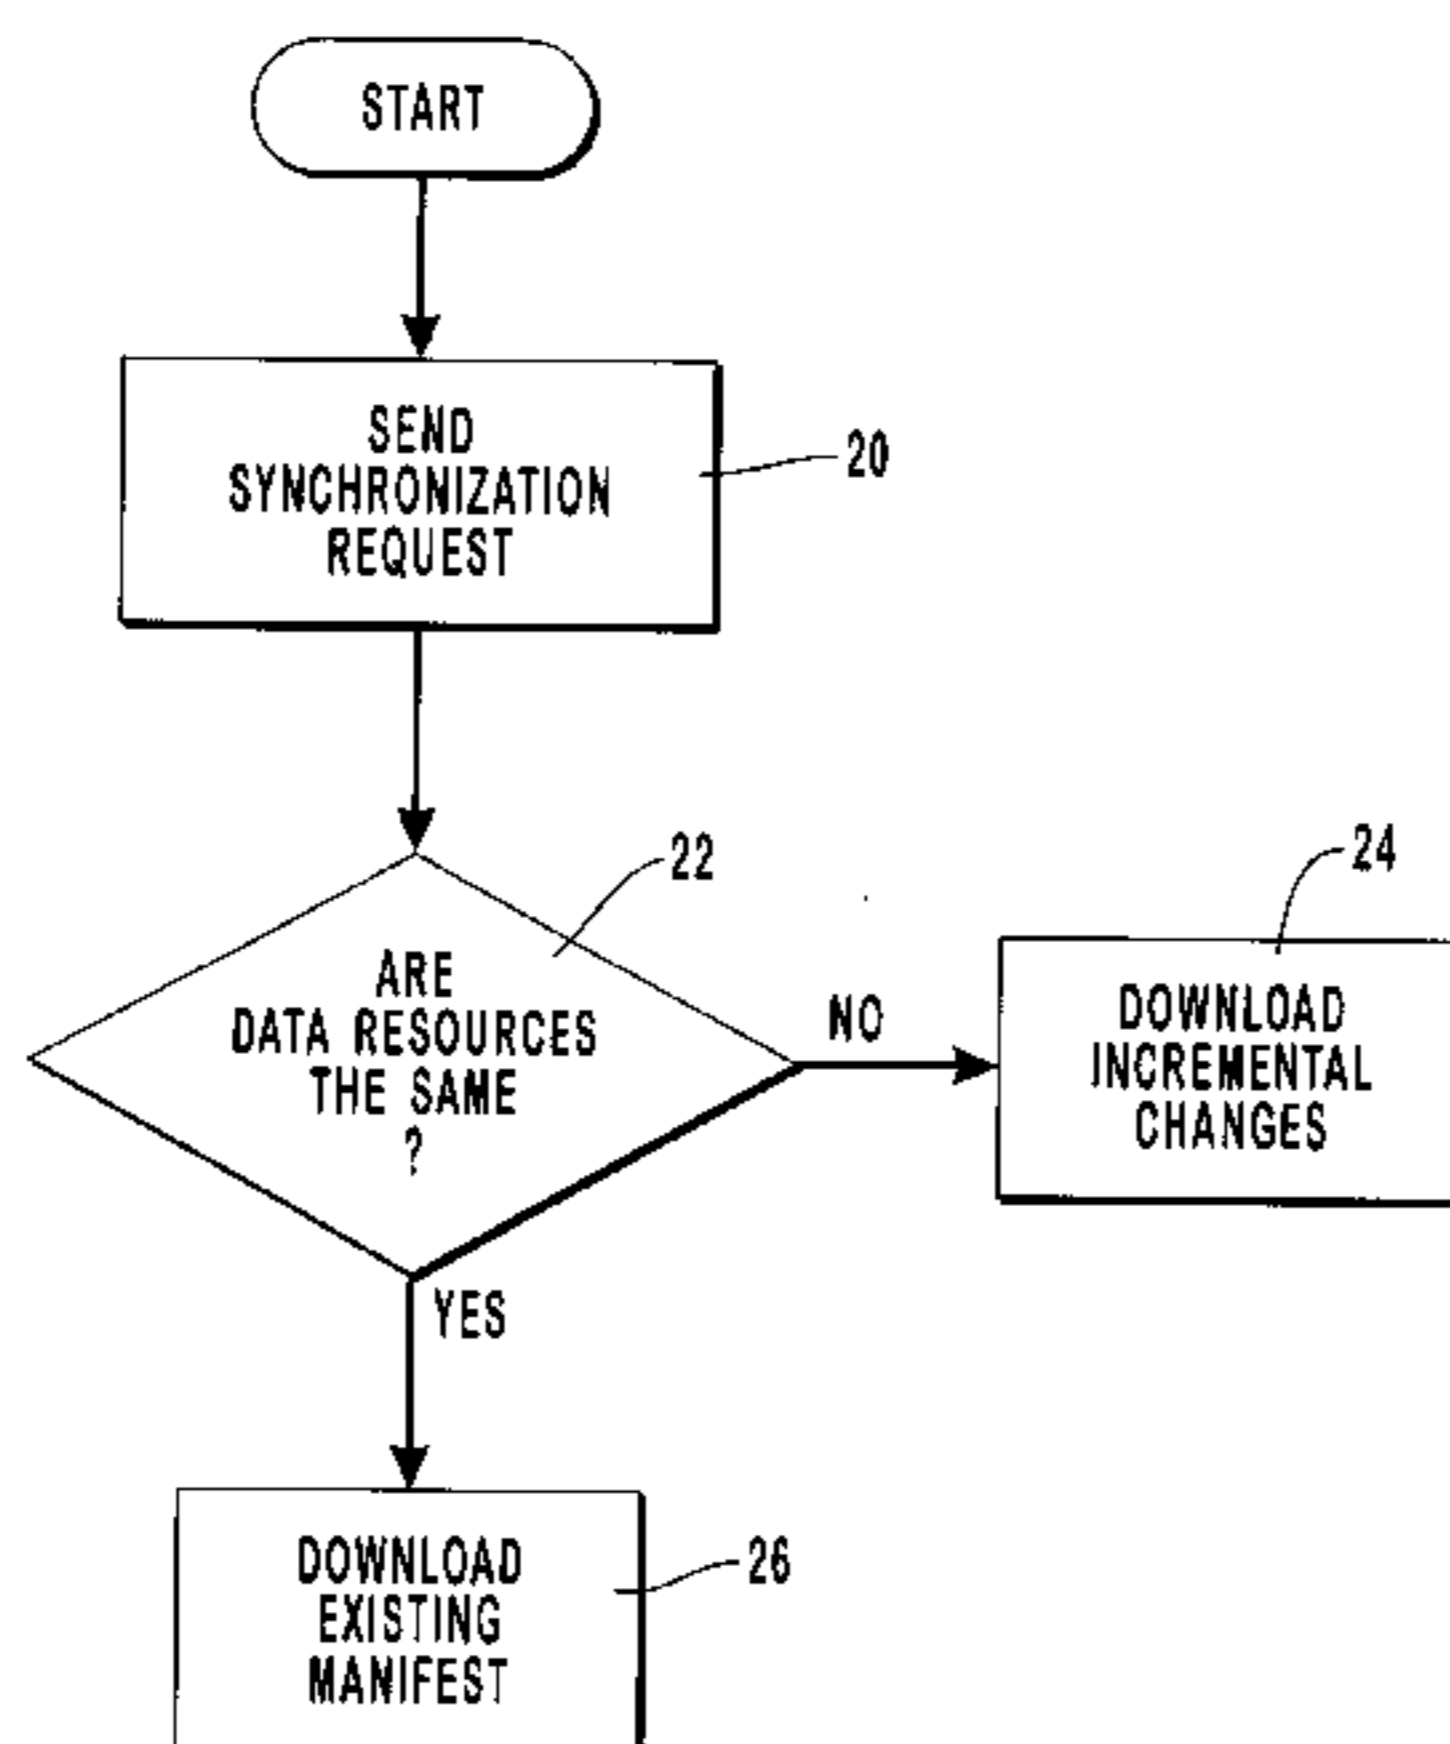 START
SEND
SYNCHRONIZATION
REQUEST
20
22
ARE
DATA RESOURCES
THE SAME
?
NO
24
DOWNLOAD
INCREMENTAL
CHANGES
YES
DOWNLOAD
EXISTING
MANIFEST
26